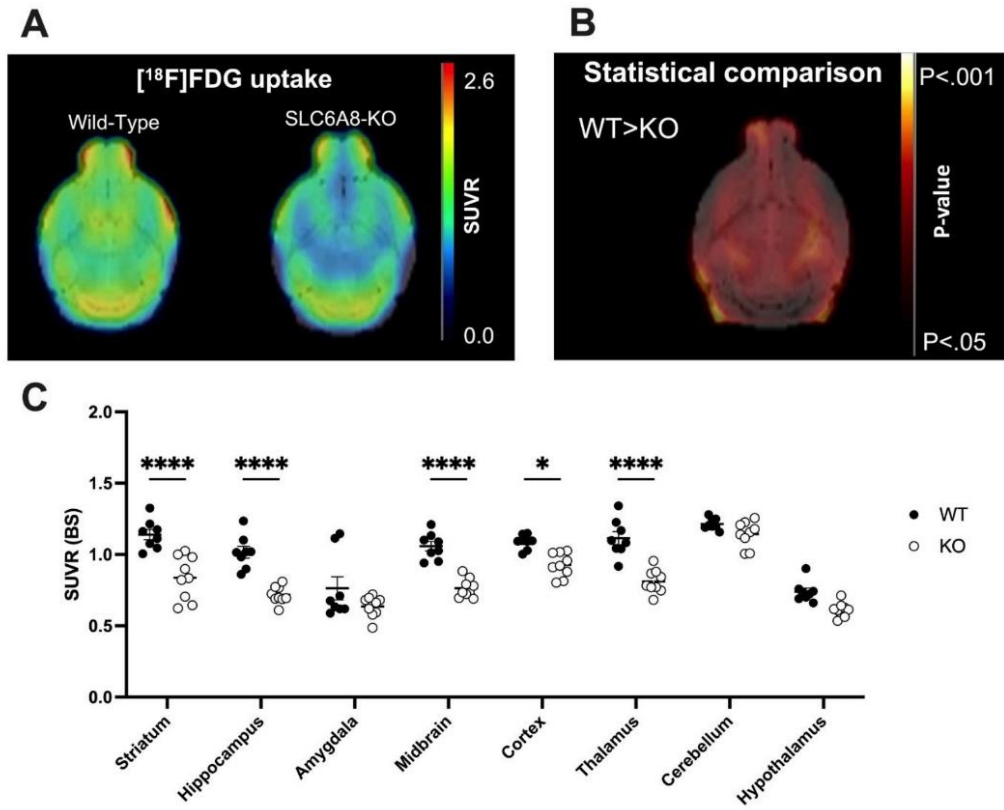 A
[¹⁸F]FDG uptake
Wild-Type
SLC6A8-KO
2.6
SUVR
0.0
B
Statistical comparison
WT>KO
P<.001
P-value
P<.05
C
2.0
1.5
1.0
0.5
0.0
SUVR (BS)
**** **** **** * ****
WT
KO
Striatum
Hippocampus
Amygdala
Midbrain
Cortex
Thalamus
Cerebellum
Hypothalamus